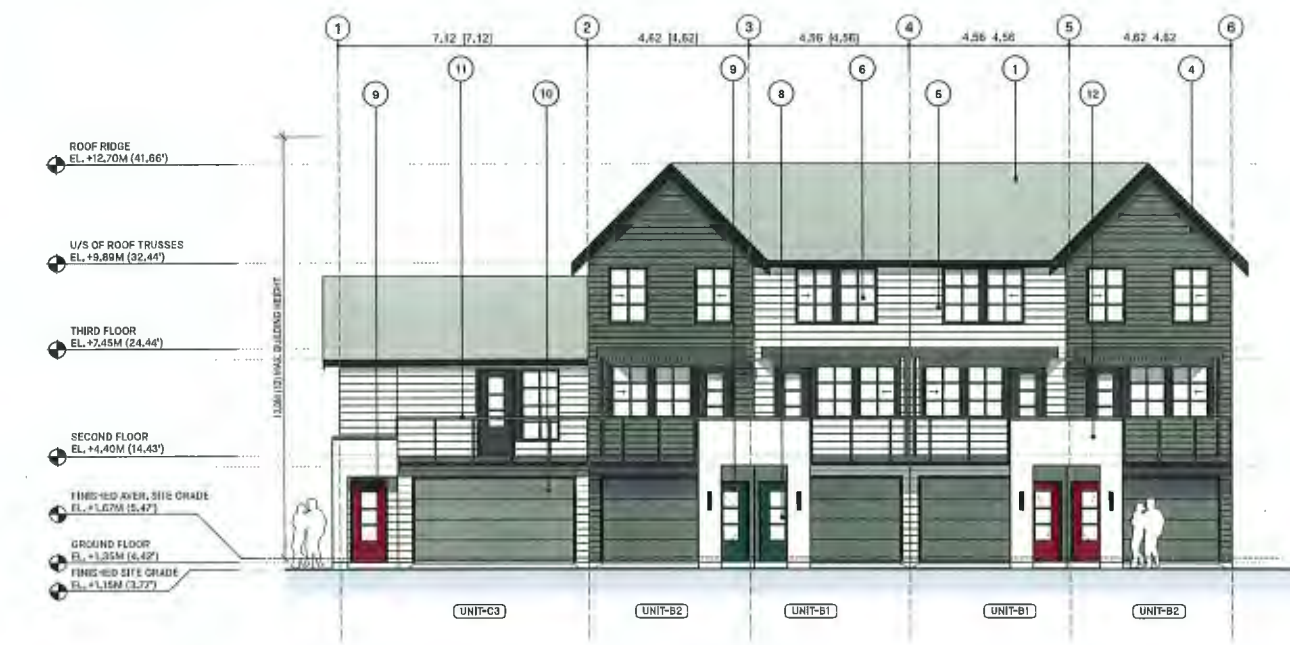 1
2
3
4
5
6
7.12 [7.12]
4.62 [4.62]
4.56 [4.56]
4.56 4.56
4.62 4.62
9
11
10
9
8
6
5
1
12
4
ROOF RIDGE
EL. +12.70M (41.66')
U/S OF ROOF TRUSSES
EL. +9.89M (32.44')
THIRD FLOOR
EL. +7.45M (24.44')
SECOND FLOOR
EL. +4.40M (14.43')
FINISHED AVER. SITE GRADE
EL. +1.67M (5.47')
GROUND FLOOR
EL. +1.35M (4.42')
FINISHED SITE GRADE
EL. +1.15M (3.77')
MAX. BUILDING HEIGHT
UNIT-C3
UNIT-B2
UNIT-B1
UNIT-B1
UNIT-B2